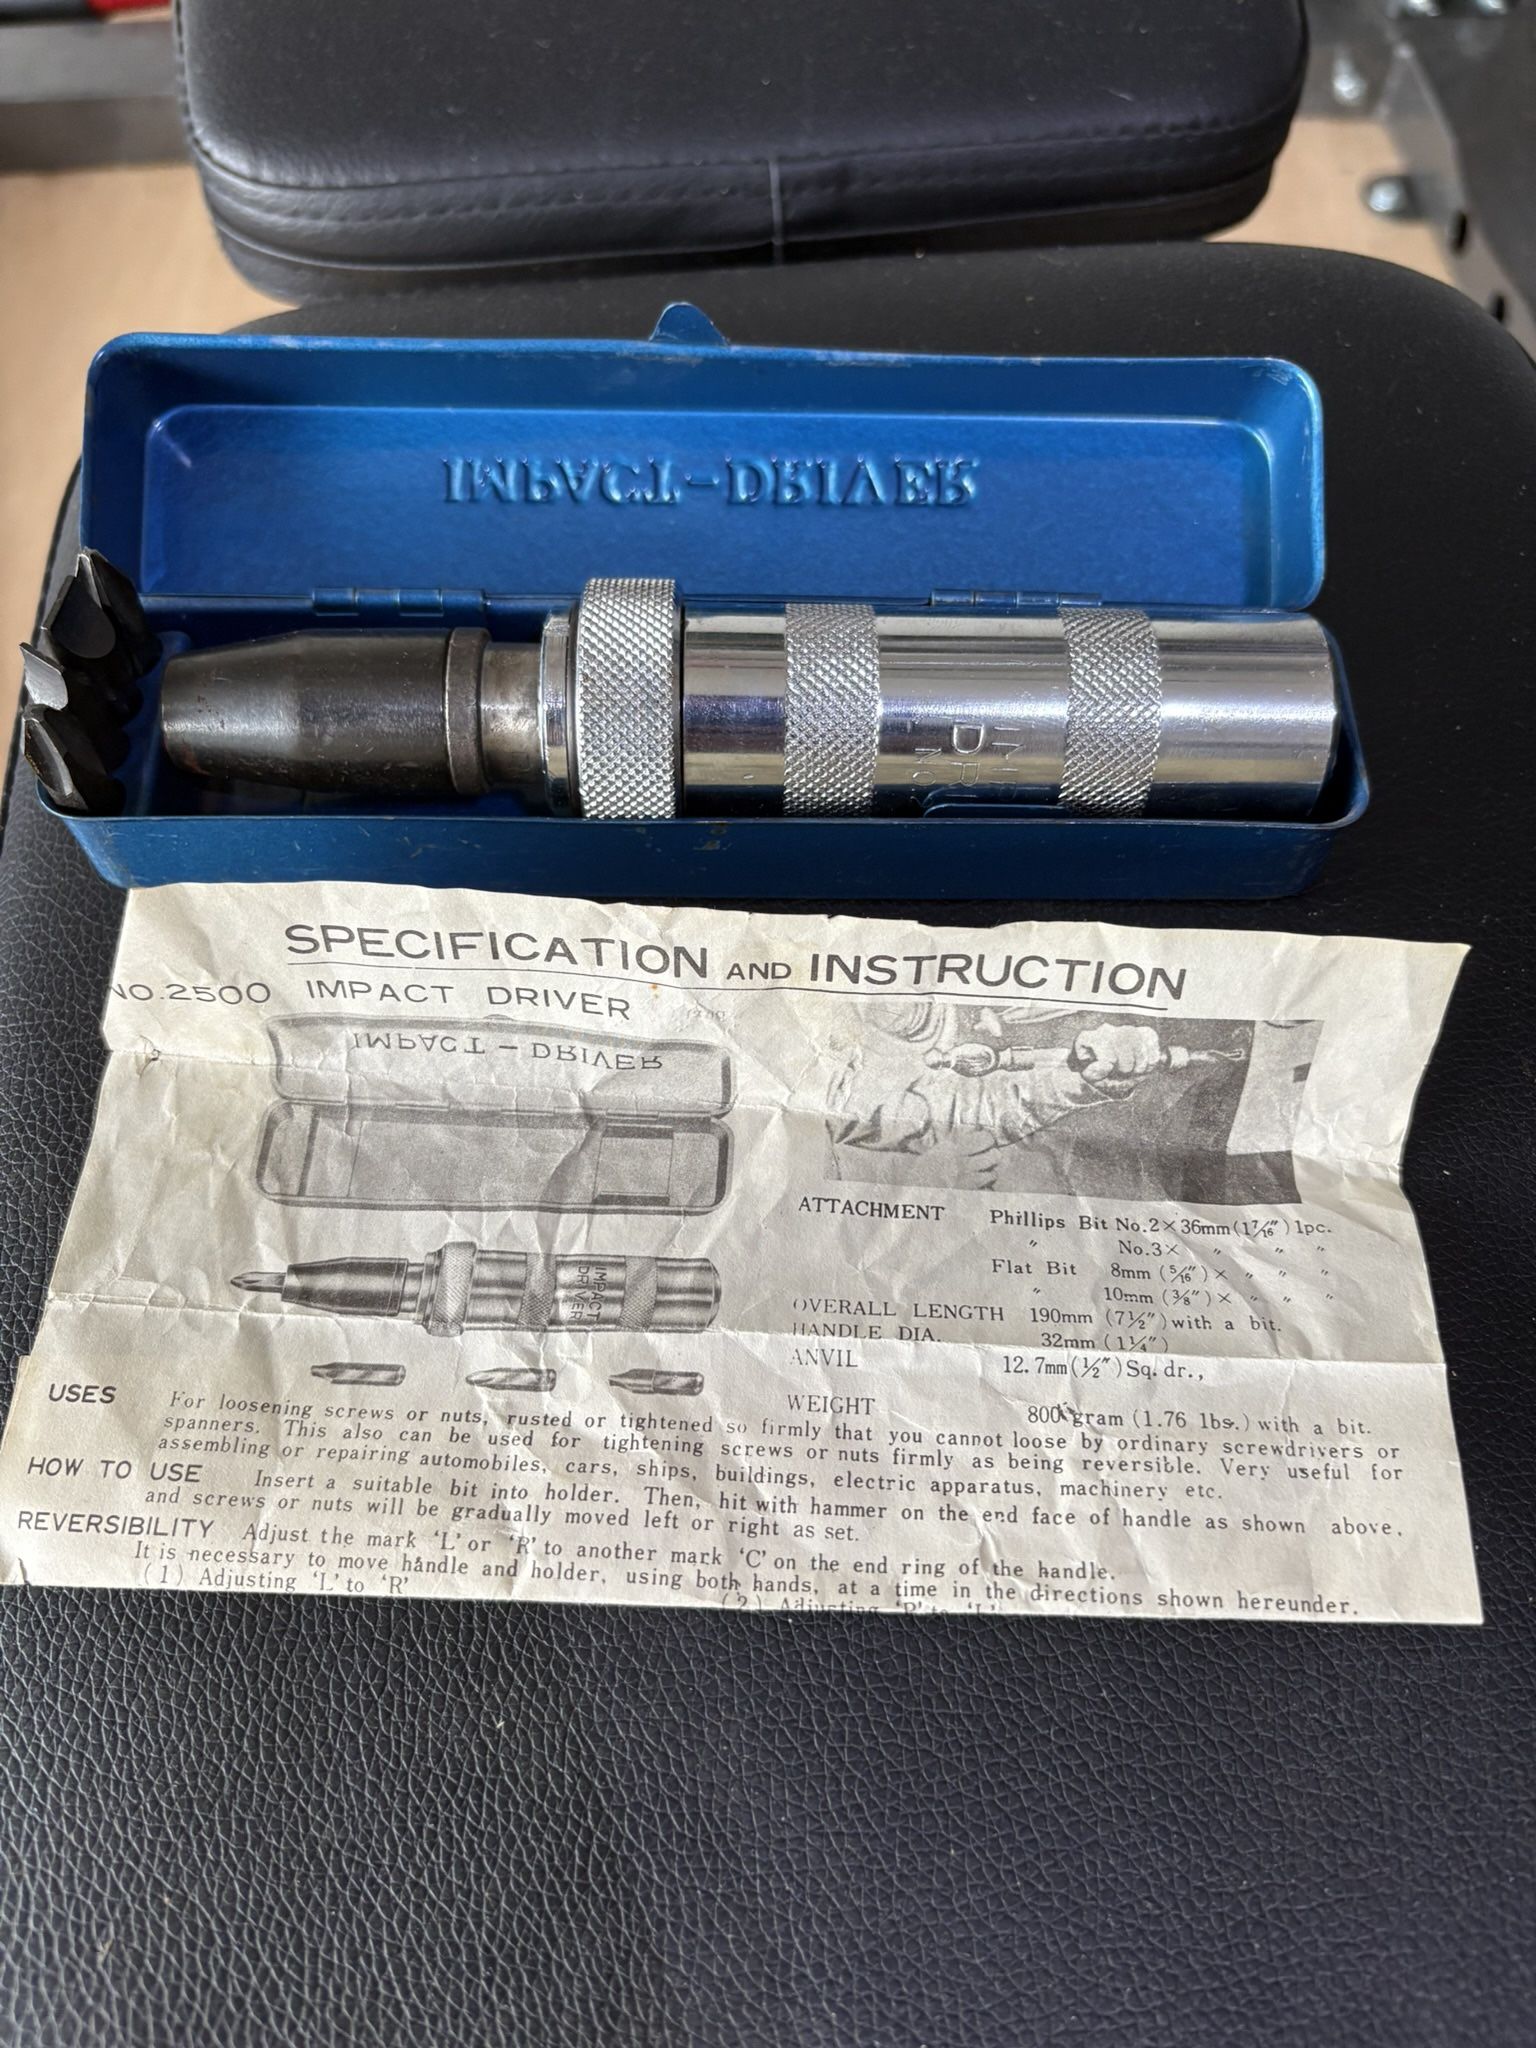 IMPACT-DRIVER
SPECIFICATION AND INSTRUCTION
NO.2500 IMPACT DRIVER
IMPACT - DRIVER
IMPACT
DRIVER
ATTACHMENT Phillips Bit No.2×36mm(1 7/16″) 1pc.
″ No.3× ″ ″ ″
Flat Bit 8mm (5/16″)× ″ ″ ″
″ 10mm (3/8″)× ″ ″ ″
OVERALL LENGTH 190mm (7 1/2″)with a bit.
HANDLE DIA. 32mm (1 1/4″)
ANVIL 12.7mm(1/2″) Sq. dr.,
WEIGHT 800 gram (1.76 lbs.) with a bit.
USES For loosening screws or nuts, rusted or tightened so firmly that you cannot loose by ordinary screwdrivers or
spanners. This also can be used for tightening screws or nuts firmly as being reversible. Very useful for
assembling or repairing automobiles, cars, ships, buildings, electric apparatus, machinery etc.
HOW TO USE Insert a suitable bit into holder. Then, hit with hammer on the end face of handle as shown above,
and screws or nuts will be gradually moved left or right as set.
REVERSIBILITY Adjust the mark 'L' or 'R' to another mark 'C' on the end ring of the handle.
It is necessary to move handle and holder, using both hands, at a time in the directions shown hereunder.
(1) Adjusting 'L' to 'R' (2) Adjusting 'R' to 'L'